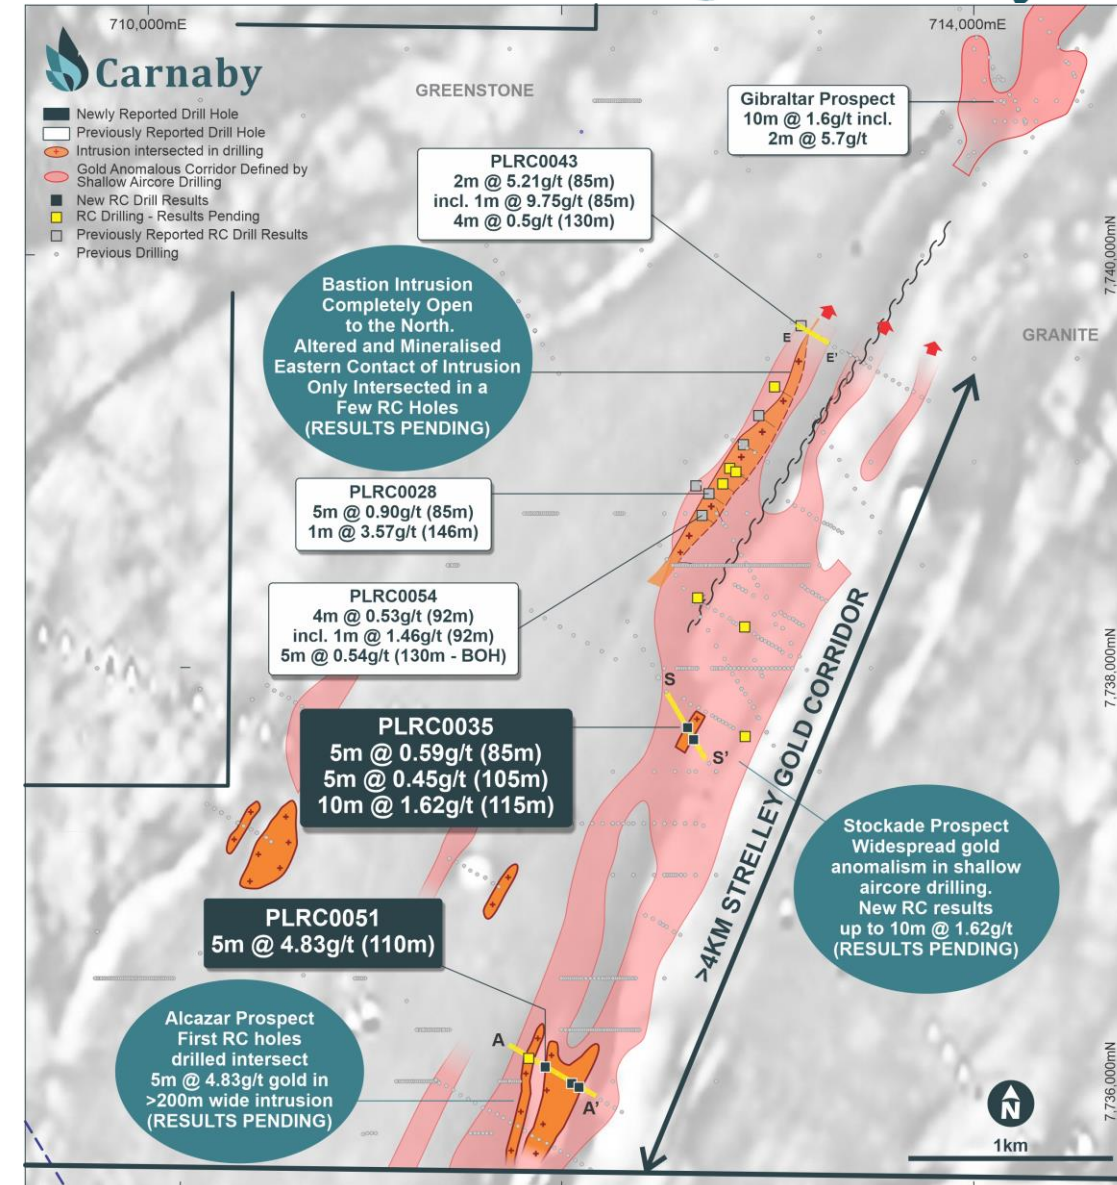 710,000mE
714,000mE
Carnaby
Newly Reported Drill Hole
Previously Reported Drill Hole
Intrusion intersected in drilling
Gold Anomalous Corridor Defined by
Shallow Aircore Drilling
New RC Drill Results
RC Drilling - Results Pending
Previously Reported RC Drill Results
Previous Drilling
GREENSTONE
Gibraltar Prospect
10m @ 1.6g/t incl.
2m @ 5.7g/t
PLRC0043
2m @ 5.21g/t (85m)
incl. 1m @ 9.75g/t (85m)
4m @ 0.5g/t (130m)
7,740,000mN
Bastion Intrusion
Completely Open
to the North.
Altered and Mineralised
Eastern Contact of Intrusion
Only Intersected in a
Few RC Holes
(RESULTS PENDING)
E
E'
GRANITE
PLRC0028
5m @ 0.90g/t (85m)
1m @ 3.57g/t (146m)
PLRC0054
4m @ 0.53g/t (92m)
incl. 1m @ 1.46g/t (92m)
5m @ 0.54g/t (130m - BOH)
7,738,000mN
S
S'
PLRC0035
5m @ 0.59g/t (85m)
5m @ 0.45g/t (105m)
10m @ 1.62g/t (115m)
>4KM STRELLEY GOLD CORRIDOR
Stockade Prospect
Widespread gold
anomalism in shallow
aircore drilling.
New RC results
up to 10m @ 1.62g/t
(RESULTS PENDING)
PLRC0051
5m @ 4.83g/t (110m)
Alcazar Prospect
First RC holes
drilled intersect
5m @ 4.83g/t gold in
>200m wide intrusion
(RESULTS PENDING)
A
A'
7,736,000mN
N
1km